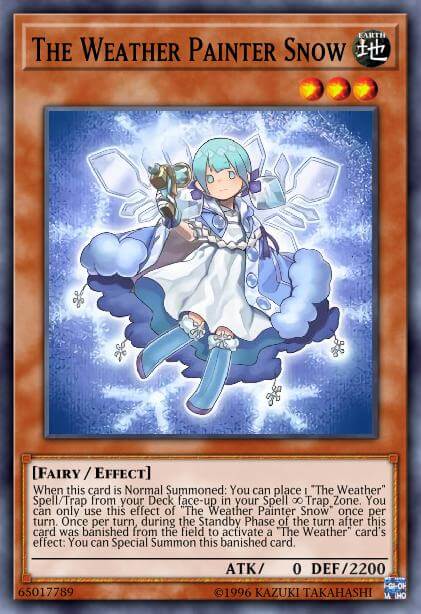 The Weather Painter Snow
EARTH
地
[Fairy / Effect]
When this card is Normal Summoned: You can place 1 "The Weather"
Spell/Trap from your Deck face-up in your Spell ∞ Trap Zone. You
can only use this effect of "The Weather Painter Snow" once per
turn. Once per turn, during the Standby Phase of the turn after this
card was banished from the field to activate a "The Weather" card's
effect: You can Special Summon this banished card.
ATK/ 0 DEF/2200
65017789
©1996 KAZUKI TAKAHASHI